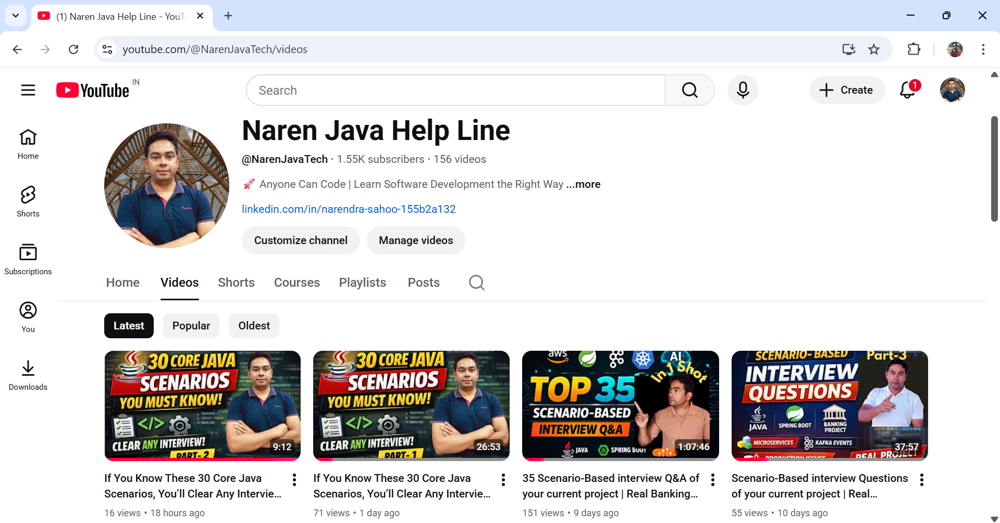 (1) Naren Java Help Line - YouT
youtube.com/@NarenJavaTech/videos
YouTube IN
Search
Create
1
Home
Shorts
Subscriptions
You
Downloads
Naren Java Help Line
@NarenJavaTech · 1.55K subscribers · 156 videos
🚀 Anyone Can Code | Learn Software Development the Right Way ...more
linkedin.com/in/narendra-sahoo-155b2a132
Customize channel Manage videos
Home Videos Shorts Courses Playlists Posts
Latest Popular Oldest
30 CORE JAVA
SCENARIOS
YOU MUST KNOW!
</>
CLEAR ANY INTERVIEW!
PART- 2
9:12
If You Know These 30 Core Java
Scenarios, You’ll Clear Any Intervie...
16 views • 18 hours ago
30 CORE JAVA
SCENARIOS
YOU MUST KNOW!
</>
CLEAR ANY INTERVIEW!
PART- 1
26:53
If You Know These 30 Core Java
Scenarios, You’ll Clear Any Intervie...
71 views • 1 day ago
aws AI
In 1 Shot
TOP 35
SCENARIO-BASED
INTERVIEW Q&A
JAVA SPRING BOOT
1:07:46
35 Scenario-Based interview Q&A of
your current project | Real Banking...
151 views • 9 days ago
SCENARIO- BASED Part-3
INTERVIEW
QUESTIONS
JAVA SPRING BOOT BANKING
PROJECT
MICROSERVICES KAFKA EVENTS
PRODUCTION ISSUES REAL PROJECT
37:57
Scenario-Based interview Questions
of your current project | Real...
55 views • 10 days ago